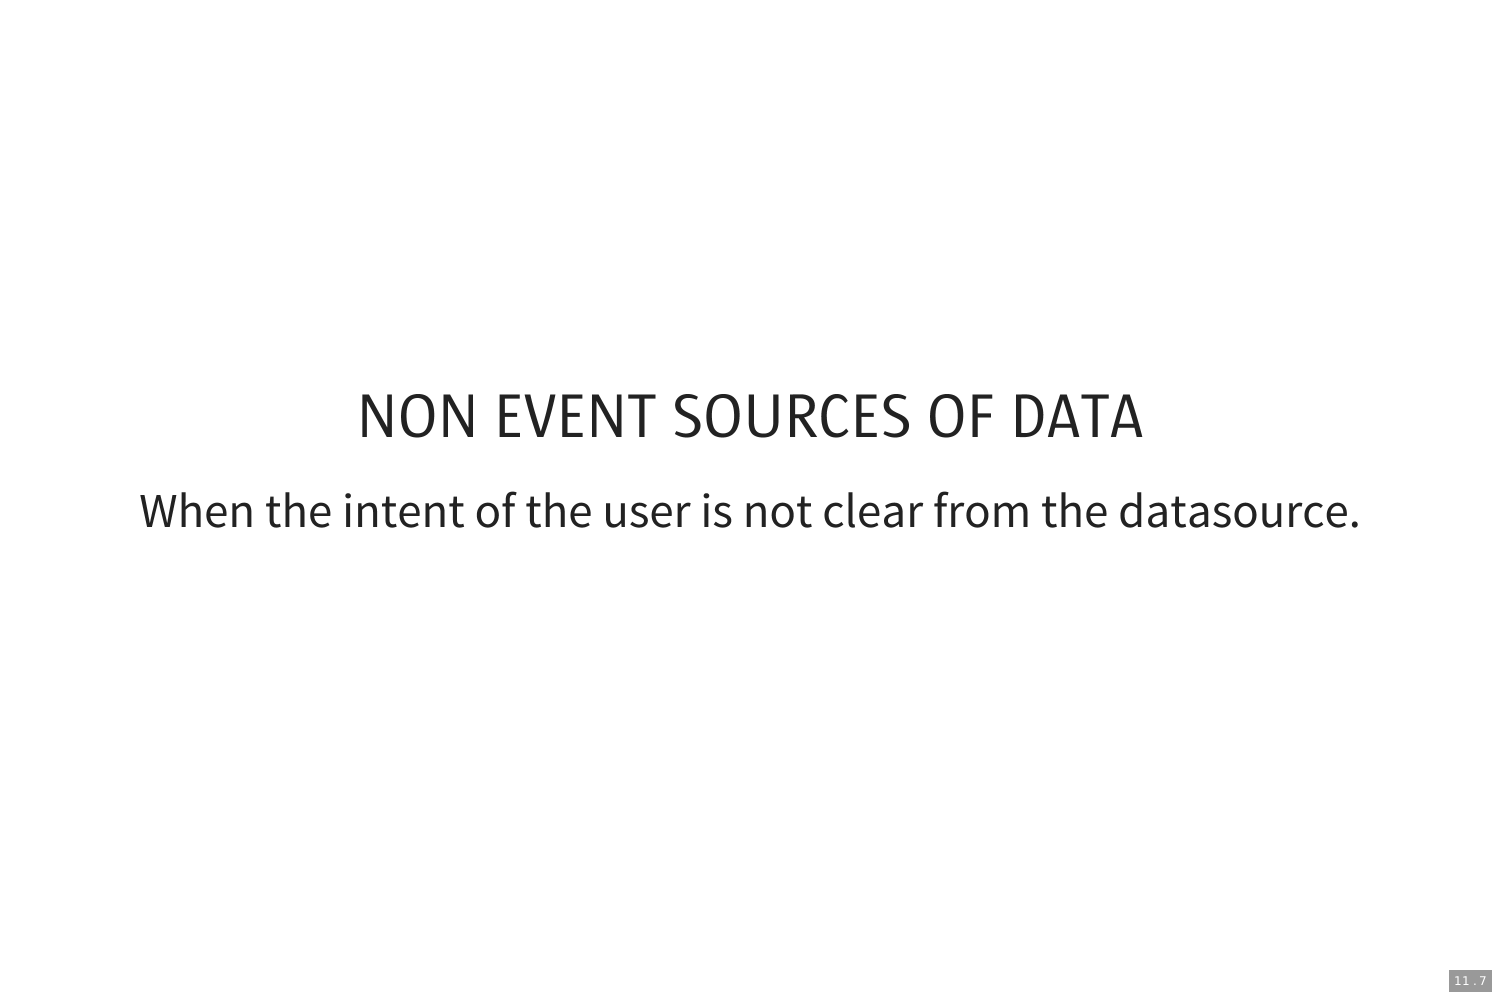 NON EVENT SOURCES OF DATA
When the intent of the user is not clear from the datasource.
11.7